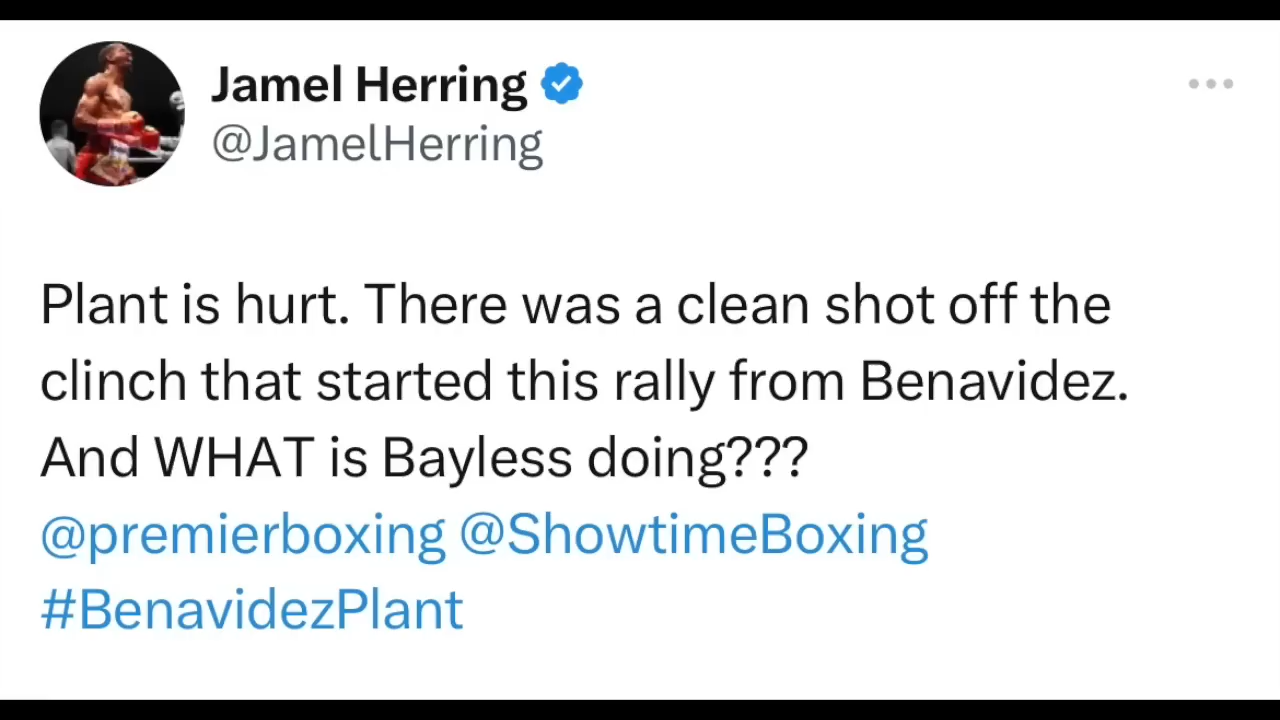 Jamel Herring
@JamelHerring
Plant is hurt. There was a clean shot off the
clinch that started this rally from Benavidez.
And WHAT is Bayless doing???
@premierboxing @ShowtimeBoxing
#BenavidezPlant